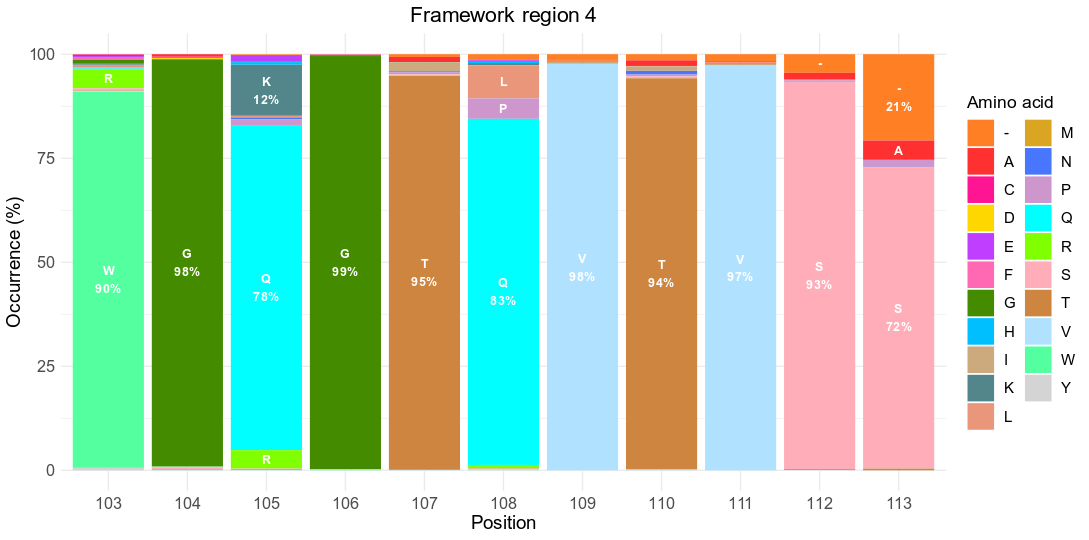 Framework region 4
Occurrence (%)
100
75
50
25
0
R
W
90%
G
98%
K
12%
Q
78%
R
G
99%
T
95%
L
P
Q
83%
V
98%
T
94%
V
97%
-
S
93%
-
21%
A
S
72%
103 104 105 106 107 108 109 110 111 112 113
Position
Amino acid
- M
A N
C P
D Q
E R
F S
G T
H V
I W
K Y
L